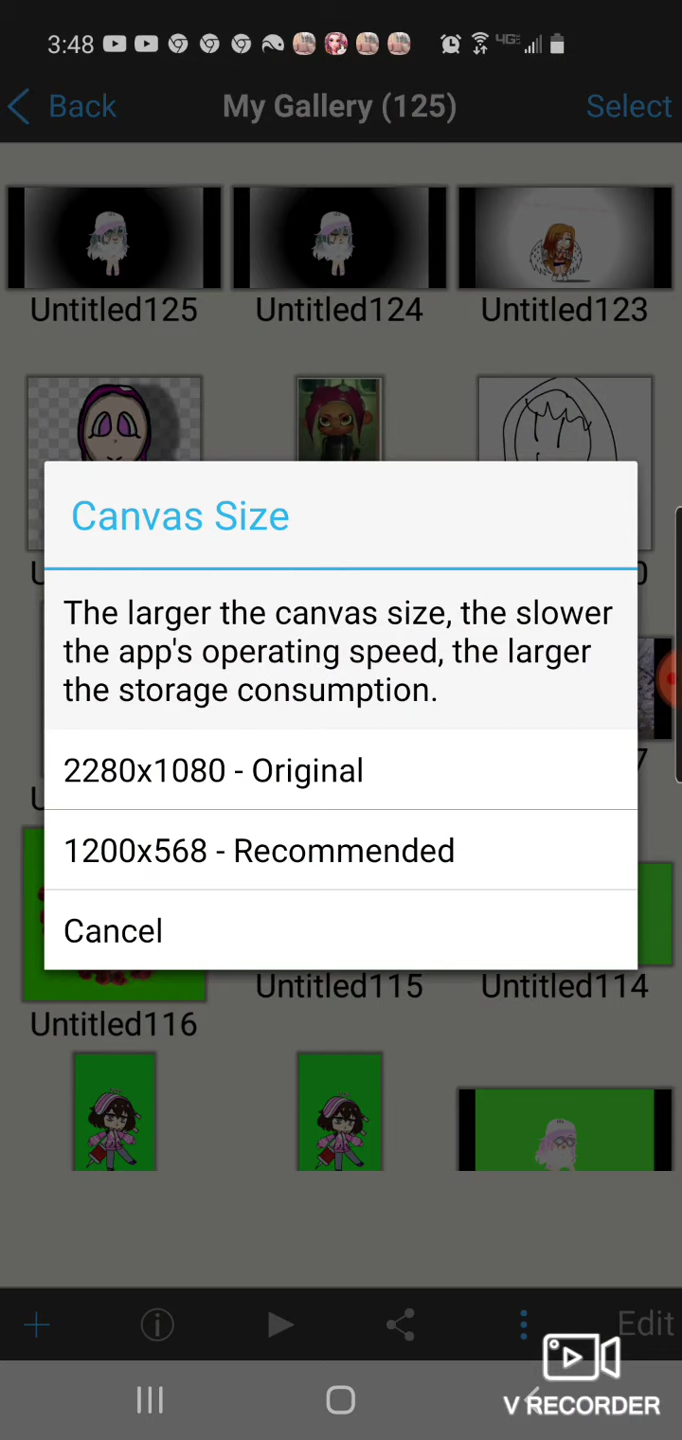 3:48
4GE
Back
My Gallery (125)
Select
Untitled125
Untitled124
Untitled123
Canvas Size
The larger the canvas size, the slower
the app's operating speed, the larger
the storage consumption.
2280x1080 - Original
1200x568 - Recommended
Cancel
Untitled115
Untitled114
Untitled116
Edit
V RECORDER